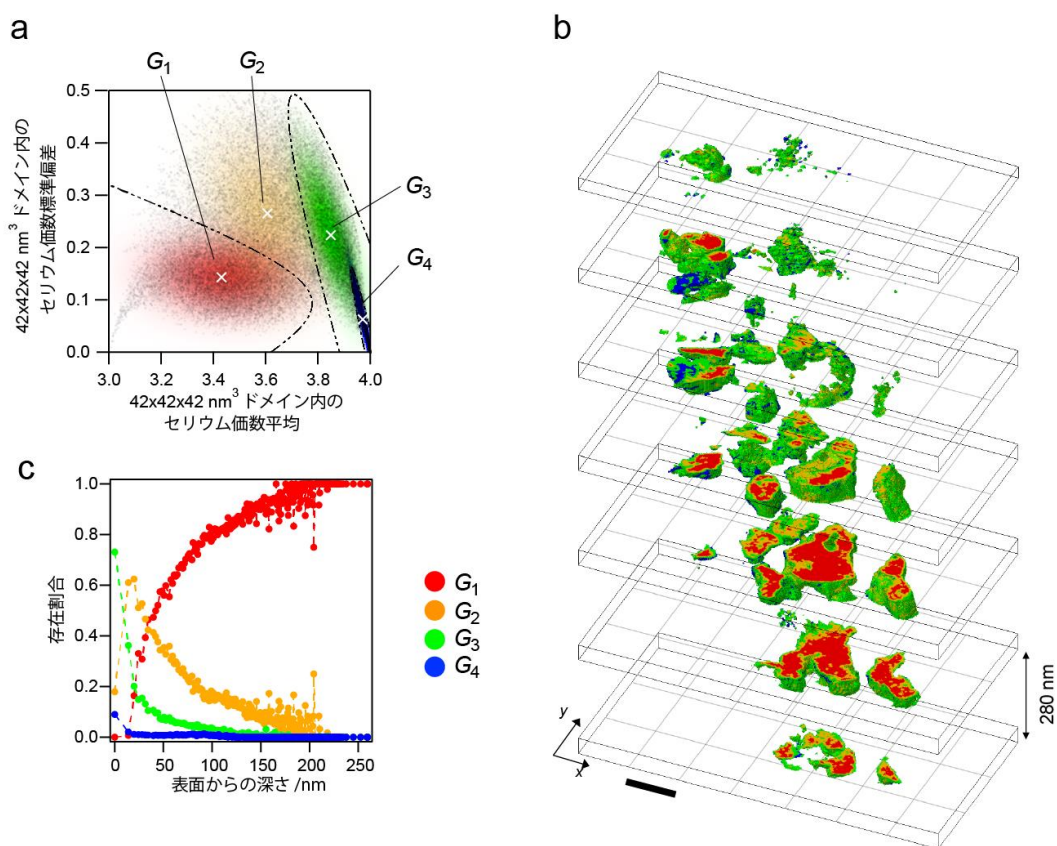 a
G1
G2
G3
G4
42x42x42 nm³ ドメイン内の
セリウム価数標準偏差
0.5
0.4
0.3
0.2
0.1
0.0
3.0 3.2 3.4 3.6 3.8 4.0
42x42x42 nm³ ドメイン内の
セリウム価数平均
b
280 nm
y
x
c
存在割合
1.0
0.8
0.6
0.4
0.2
0.0
0 50 100 150 200 250
表面からの深さ /nm
G1
G2
G3
G4